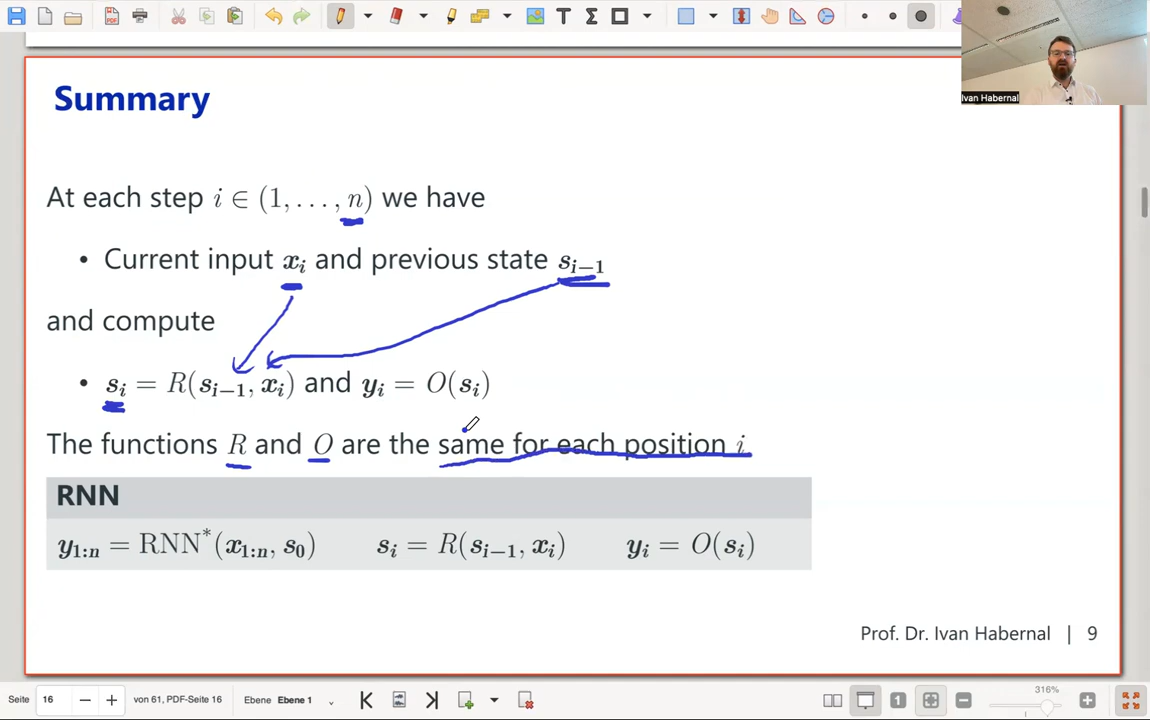 Ivan Habernal
Summary
At each step i ∈ (1, . . . , n) we have
• Current input xᵢ and previous state sᵢ₋₁
and compute
• sᵢ = R(sᵢ₋₁, xᵢ) and yᵢ = O(sᵢ)
The functions R and O are the same for each position i
RNN
y₁:ₙ = RNN*(x₁:ₙ, s₀) sᵢ = R(sᵢ₋₁, xᵢ) yᵢ = O(sᵢ)
Prof. Dr. Ivan Habernal | 9
316%
Seite 16 von 61, PDF-Seite 16 Ebene Ebene 1